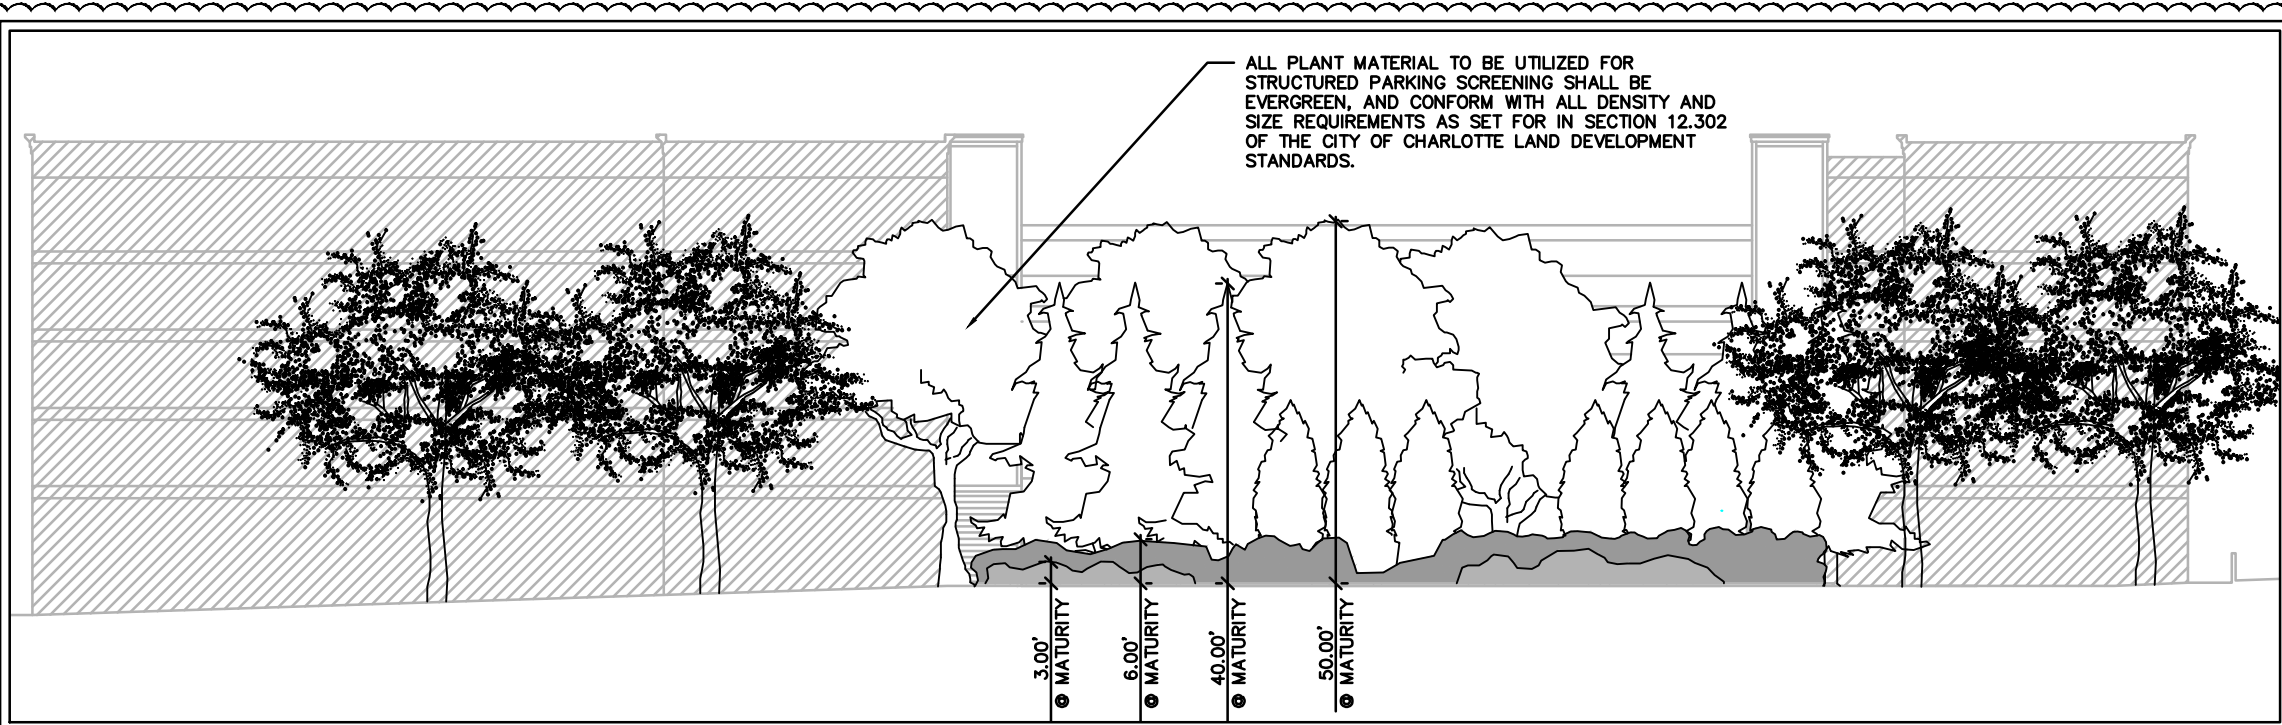 ALL PLANT MATERIAL TO BE UTILIZED FOR
STRUCTURED PARKING SCREENING SHALL BE
EVERGREEN, AND CONFORM WITH ALL DENSITY AND
SIZE REQUIREMENTS AS SET FOR IN SECTION 12.302
OF THE CITY OF CHARLOTTE LAND DEVELOPMENT
STANDARDS.
3.00'
@ MATURITY
6.00'
@ MATURITY
40.00'
@ MATURITY
50.00'
@ MATURITY